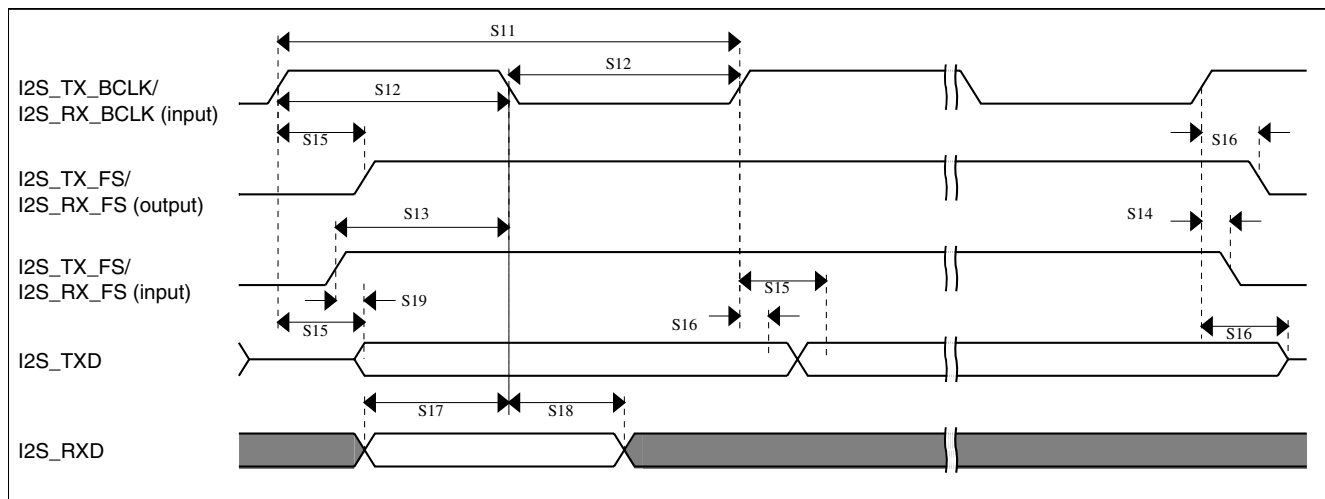 S11
S12
I2S_TX_BCLK/
I2S_RX_BCLK (input)
S12
S15
S16
I2S_TX_FS/
I2S_RX_FS (output)
S13
S14
I2S_TX_FS/
I2S_RX_FS (input)
S15
S19
S16
S15
S16
I2S_TXD
S17
S18
I2S_RXD